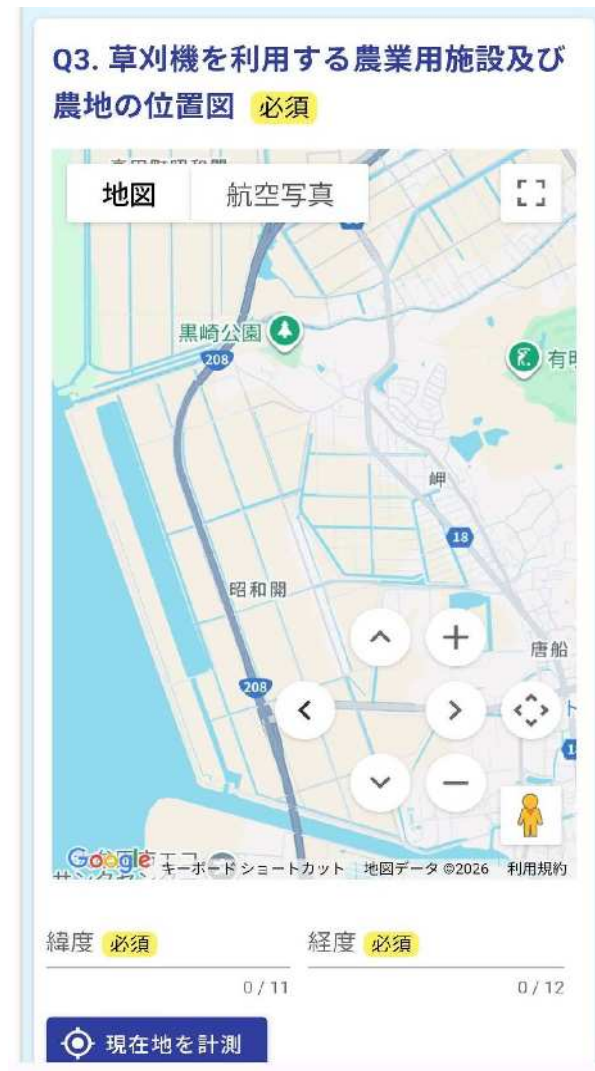 Q3. 草刈機を利用する農業用施設及び
農地の位置図 必須
地図 航空写真
208
黒崎公園
有明
岬
18
昭和開
唐船
208
ト
18
Google キーボード ショートカット 地図データ ©2026 利用規約
緯度 必須 経度 必須
0 / 11 0 / 12
現在地を計測